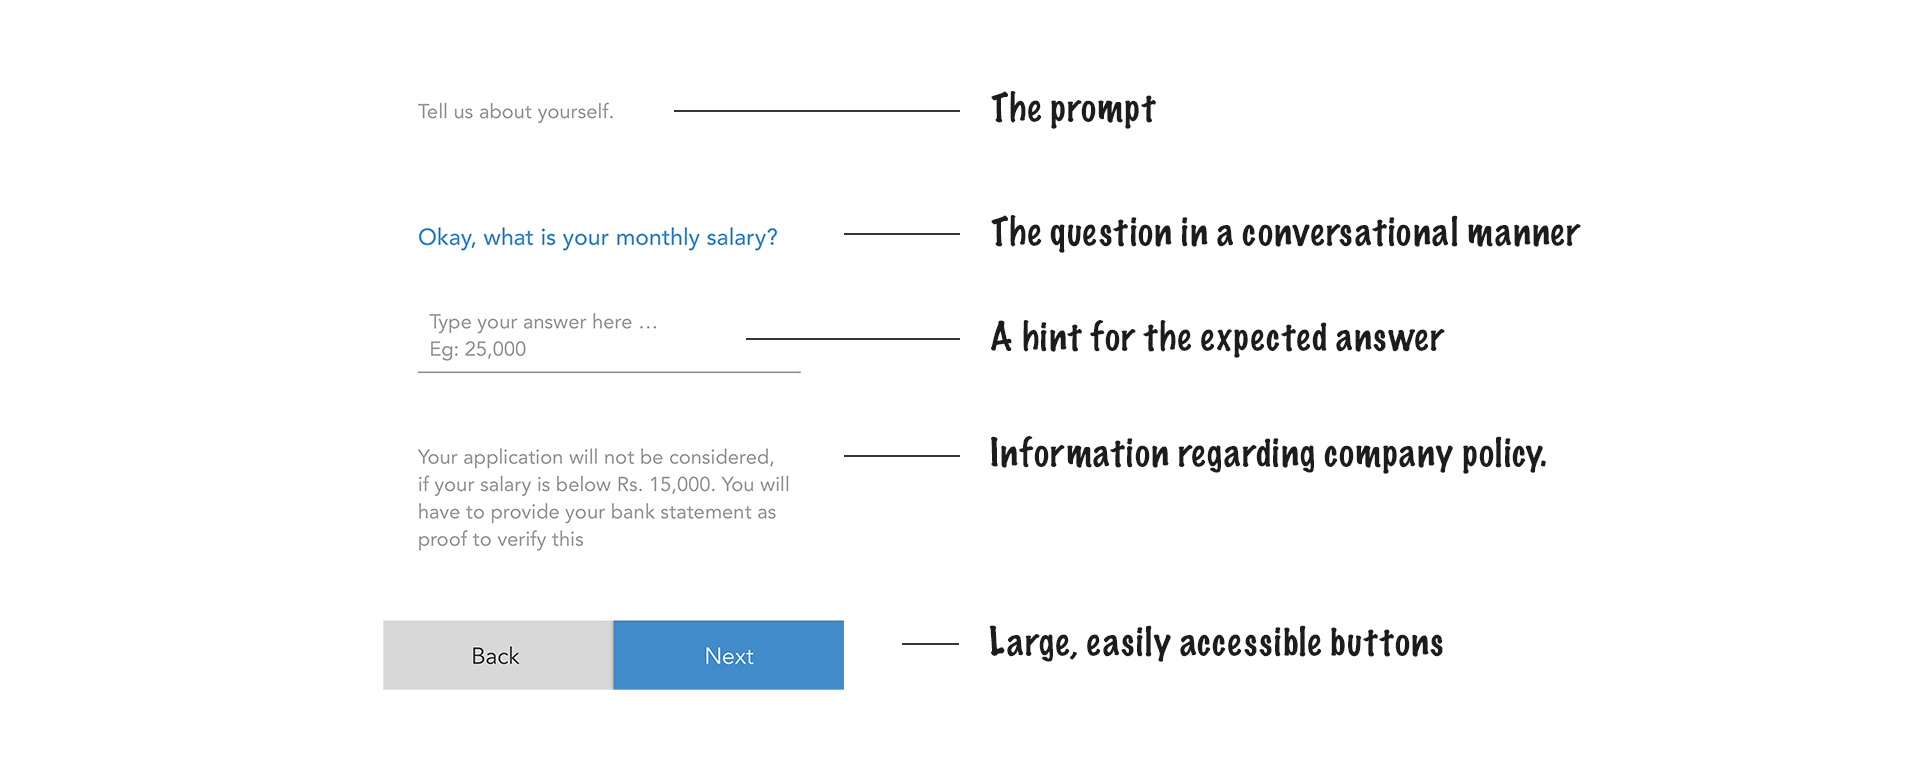 Tell us about yourself.
The prompt
Okay, what is your monthly salary?
The question in a conversational manner
Type your answer here ...
Eg: 25,000
A hint for the expected answer
Your application will not be considered,
if your salary is below Rs. 15,000. You will
have to provide your bank statement as
proof to verify this
Information regarding company policy.
Back
Next
Large, easily accessible buttons